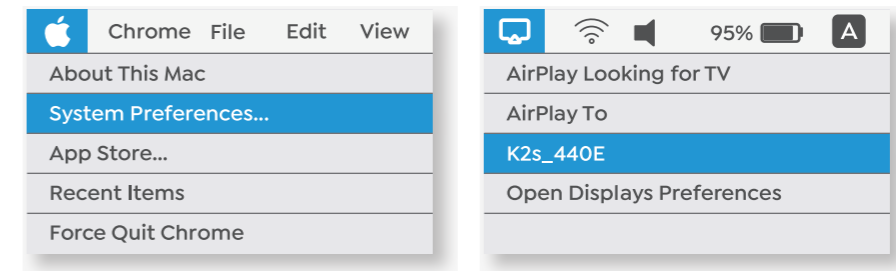 Chrome File Edit View
About This Mac
System Preferences...
App Store...
Recent Items
Force Quit Chrome
95% A
AirPlay Looking for TV
AirPlay To
K2s_440E
Open Displays Preferences